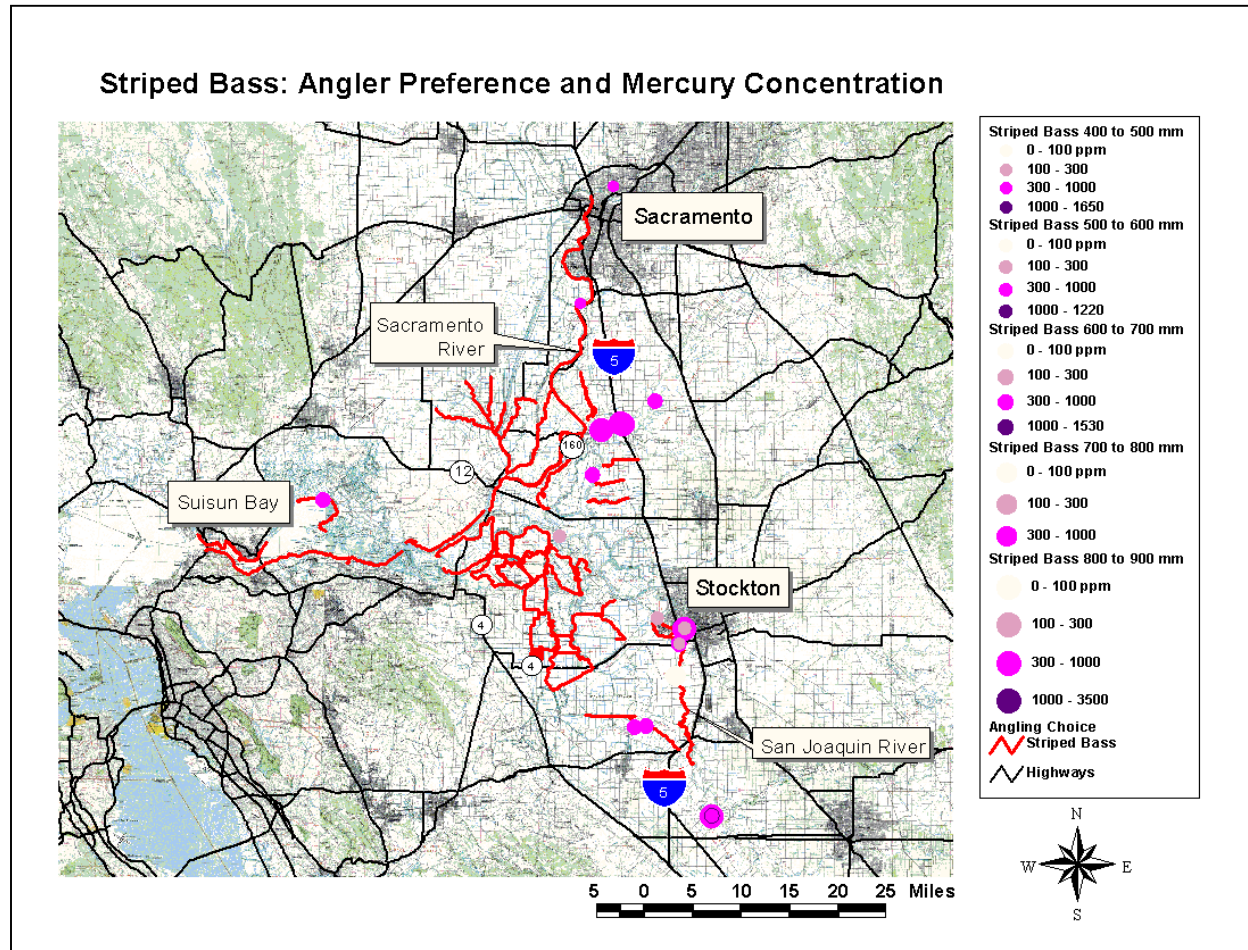 Striped Bass: Angler Preference and Mercury Concentration
Sacramento
Sacramento
River
5
160
12
Suisun Bay
Stockton
4
4
San Joaquin River
5
Striped Bass 400 to 500 mm
0 - 100 ppm
100 - 300
300 - 1000
1000 - 1650
Striped Bass 500 to 600 mm
0 - 100 ppm
100 - 300
300 - 1000
1000 - 1220
Striped Bass 600 to 700 mm
0 - 100 ppm
100 - 300
300 - 1000
1000 - 1530
Striped Bass 700 to 800 mm
0 - 100 ppm
100 - 300
300 - 1000
Striped Bass 800 to 900 mm
0 - 100 ppm
100 - 300
300 - 1000
1000 - 3500
Angling Choice
Striped Bass
Highways
N
W E
S
5 0 5 10 15 20 25 Miles